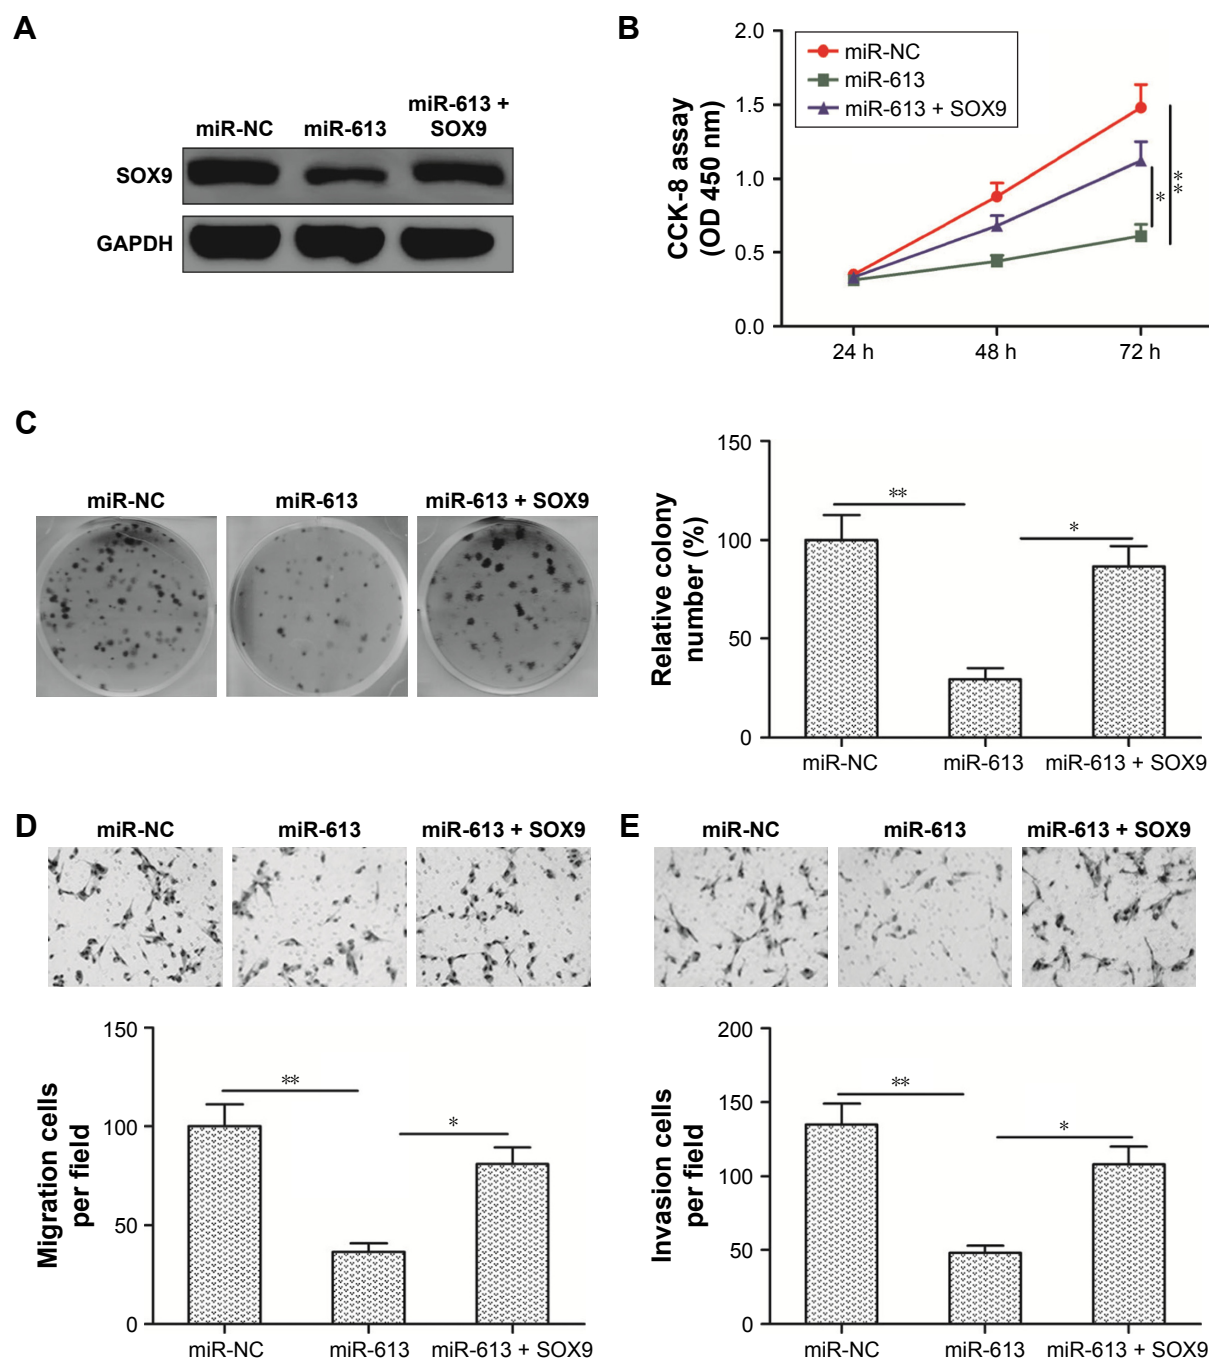 A
miR-NC miR-613 miR-613 +
SOX9
SOX9
GAPDH
B
CCK-8 assay
(OD 450 nm)
2.0
1.5
1.0
0.5
0.0
miR-NC
miR-613
miR-613 + SOX9
*
**
24 h 48 h 72 h
C
miR-NC miR-613 miR-613 + SOX9
Relative colony
number (%)
150
100
50
0
**
*
miR-NC miR-613 miR-613 + SOX9
D
miR-NC miR-613 miR-613 + SOX9
Migration cells
per field
150
100
50
0
**
*
miR-NC miR-613 miR-613 + SOX9
E
miR-NC miR-613 miR-613 + SOX9
Invasion cells
per field
200
150
100
50
0
**
*
miR-NC miR-613 miR-613 + SOX9